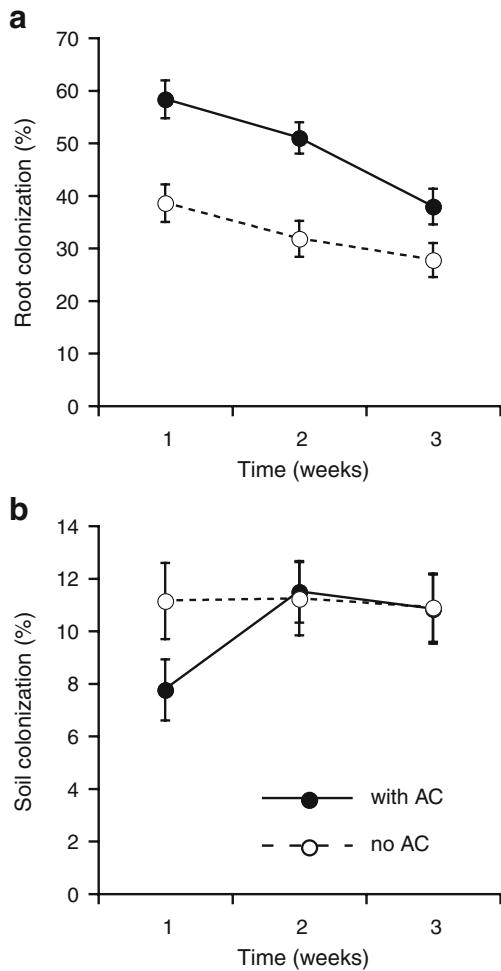 a
70
60
50
40
30
20
10
0
Root colonization (%)
1 2 3
Time (weeks)
b
14
12
10
8
6
4
2
0
Soil colonization (%)
with AC
no AC
1 2 3
Time (weeks)